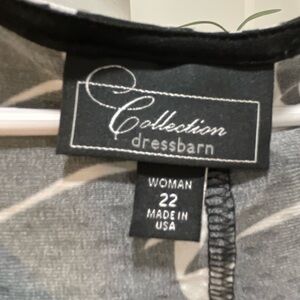 Collection
dressbarn
WOMAN
22
MADE IN
USA